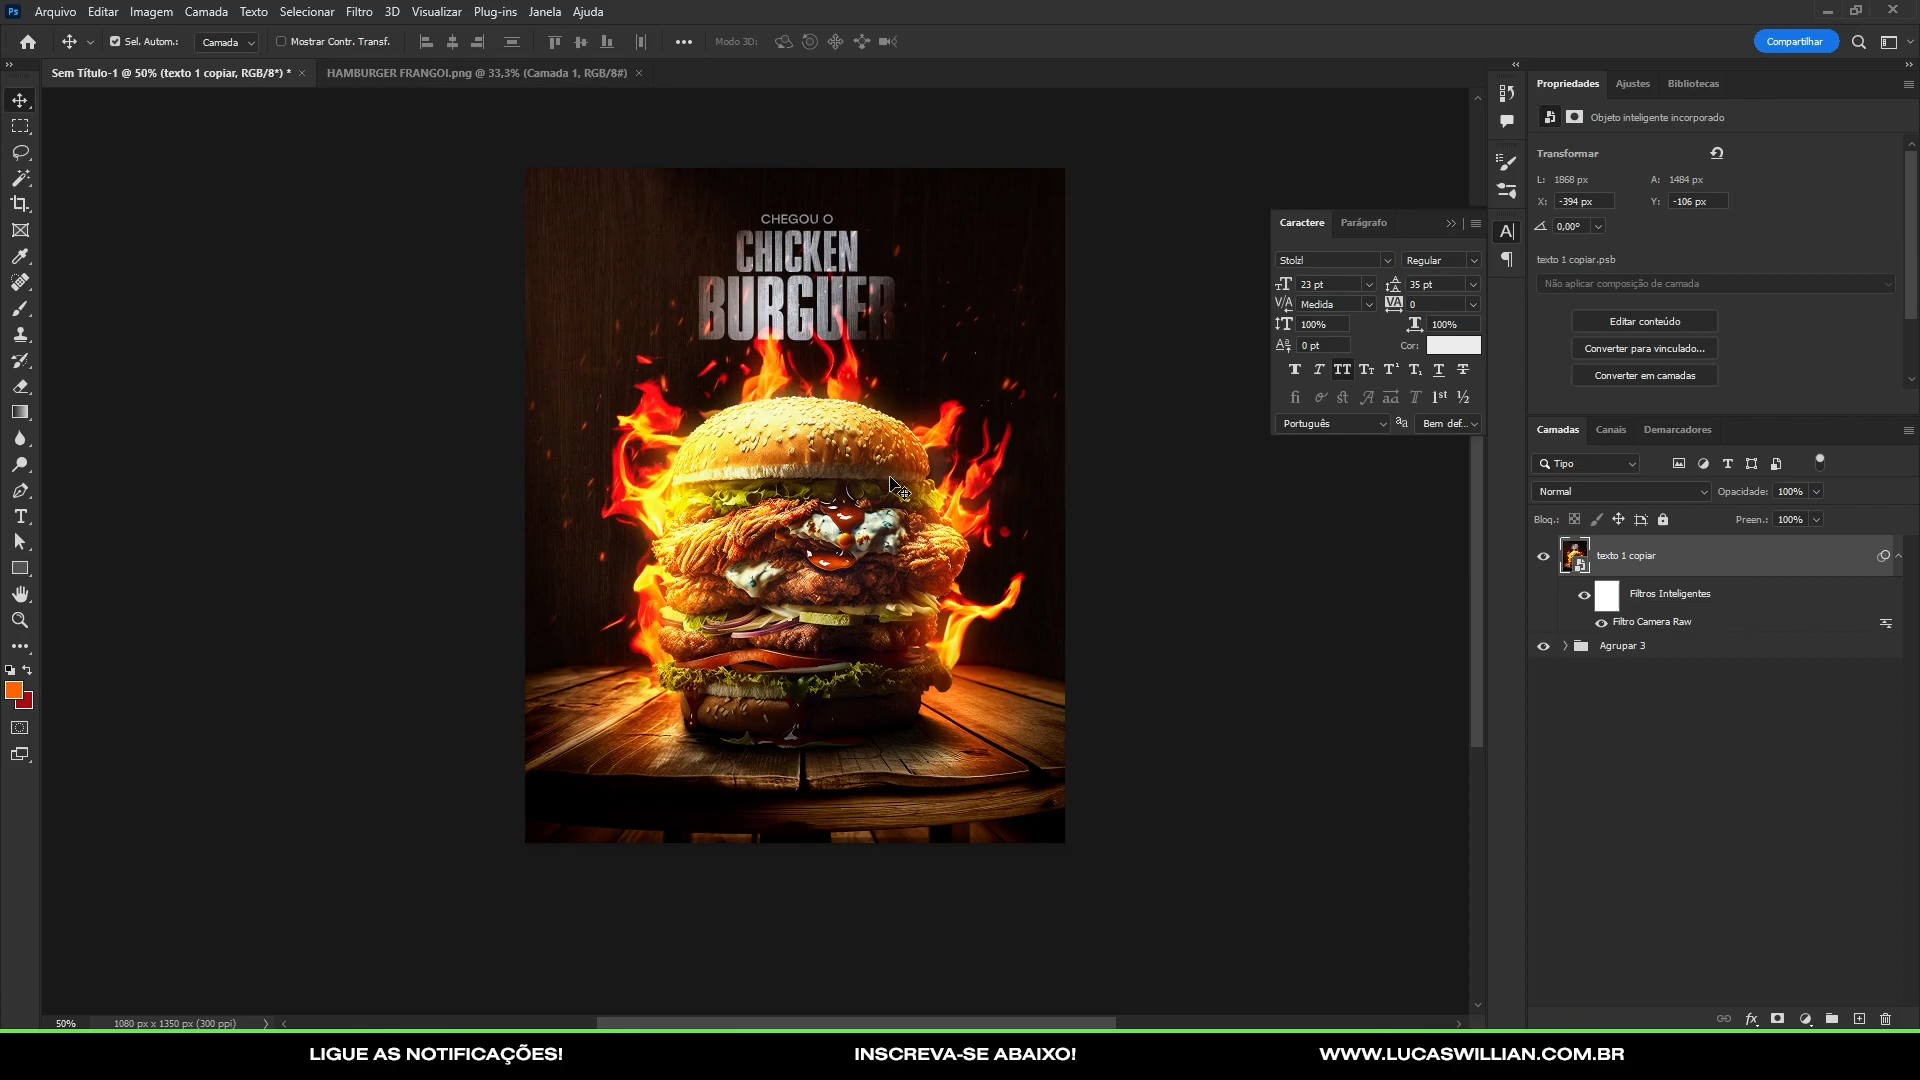 Ps Arquivo Editar Imagem Camada Texto Selecionar Filtro 3D Visualizar Plug-ins Janela Ajuda
Sel. Autom.: Camada Mostrar Contr. Transf. Modo 3D: Compartilhar
Sem Título-1 @ 50% (texto 1 copiar, RGB/8*) * HAMBURGER FRANGOI.png @ 33,3% (Camada 1, RGB/8#)
CHEGOU O
CHICKEN
BURGUER
Caractere Parágrafo
Stolzl Regular
23 pt 35 pt
Medida 0
100% 100%
0 pt Cor:
Português aa Bem def...
Propriedades Ajustes Bibliotecas
Objeto inteligente incorporado
Transformar
L: 1868 px A: 1484 px
X: -394 px Y: -106 px
0,00°
texto 1 copiar.psb
Não aplicar composição de camada
Editar conteúdo
Converter para vinculado...
Converter em camadas
Camadas Canais Demarcadores
Tipo
Normal Opacidade: 100%
Bloq.: Preen.: 100%
texto 1 copiar
Filtros Inteligentes
Filtro Camera Raw
Agrupar 3
50% 1080 px x 1350 px (300 ppi)
LIGUE AS NOTIFICAÇÕES! INSCREVA-SE ABAIXO! WWW.LUCASWILLIAN.COM.BR